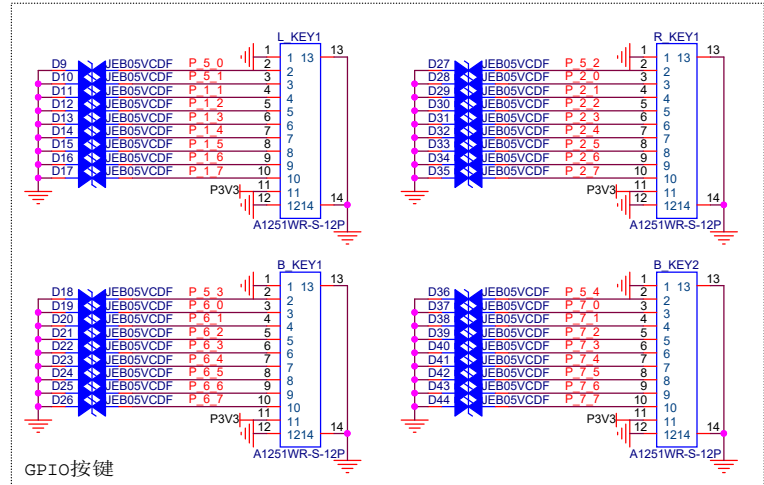 L_KEY1
1 1 13 13
D9 JEB05VCDF P_5_0 2 2
D10 JEB05VCDF P_5_1 3 3
D11 JEB05VCDF P_1_1 4 4
D12 JEB05VCDF P_1_2 5 5
D13 JEB05VCDF P_1_3 6 6
D14 JEB05VCDF P_1_4 7 7
D15 JEB05VCDF P_1_5 8 8
D16 JEB05VCDF P_1_6 9 9
D17 JEB05VCDF P_1_7 10 10
P3V3 11 11
12 1214 14
A1251WR-S-12P
R_KEY1
1 1 13 13
D27 JEB05VCDF P_5_2 2 2
D28 JEB05VCDF P_2_0 3 3
D29 JEB05VCDF P_2_1 4 4
D30 JEB05VCDF P_2_2 5 5
D31 JEB05VCDF P_2_3 6 6
D32 JEB05VCDF P_2_4 7 7
D33 JEB05VCDF P_2_5 8 8
D34 JEB05VCDF P_2_6 9 9
D35 JEB05VCDF P_2_7 10 10
P3V3 11 11
12 1214 14
A1251WR-S-12P
B_KEY1
1 1 13 13
D18 JEB05VCDF P_5_3 2 2
D19 JEB05VCDF P_6_0 3 3
D20 JEB05VCDF P_6_1 4 4
D21 JEB05VCDF P_6_2 5 5
D22 JEB05VCDF P_6_3 6 6
D23 JEB05VCDF P_6_4 7 7
D24 JEB05VCDF P_6_5 8 8
D25 JEB05VCDF P_6_6 9 9
D26 JEB05VCDF P_6_7 10 10
P3V3 11 11
12 1214 14
A1251WR-S-12P
B_KEY2
1 1 13 13
D36 JEB05VCDF P_5_4 2 2
D37 JEB05VCDF P_7_0 3 3
D38 JEB05VCDF P_7_1 4 4
D39 JEB05VCDF P_7_2 5 5
D40 JEB05VCDF P_7_3 6 6
D41 JEB05VCDF P_7_4 7 7
D42 JEB05VCDF P_7_5 8 8
D43 JEB05VCDF P_7_6 9 9
D44 JEB05VCDF P_7_7 10 10
P3V3 11 11
12 1214 14
A1251WR-S-12P
GPIO按键